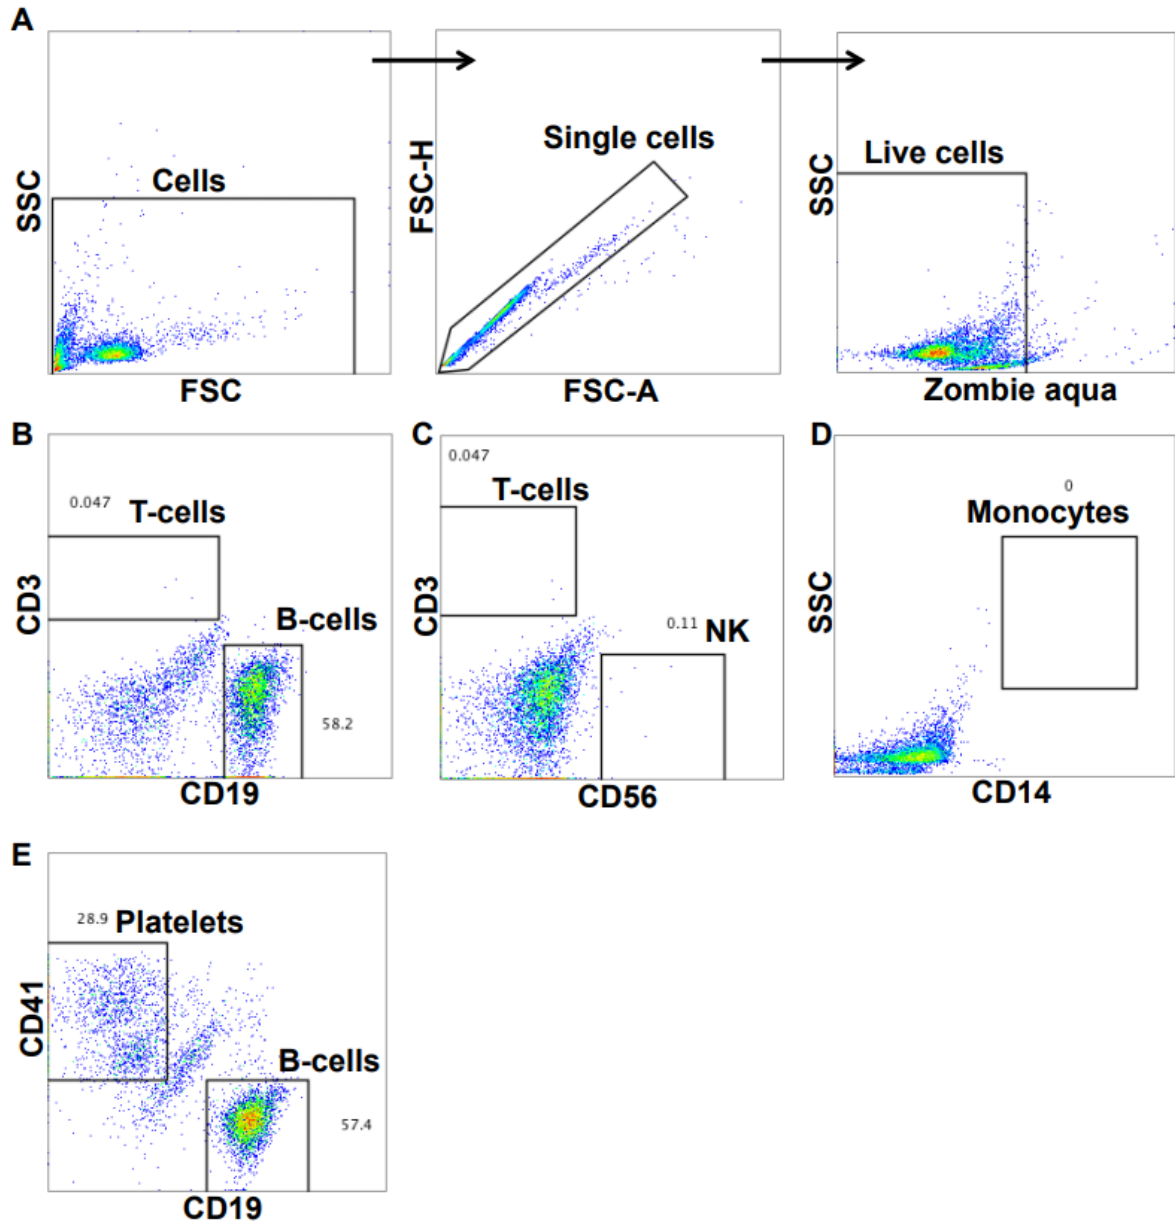 A
SSC
Cells
FSC
FSC-H
Single cells
FSC-A
SSC
Live cells
Zombie aqua
B
0.047 T-cells
CD3
B-cells
58.2
CD19
C
0.047
T-cells
CD3
0.11 NK
CD56
D
0
Monocytes
SSC
CD14
E
28.9 Platelets
CD41
B-cells
57.4
CD19